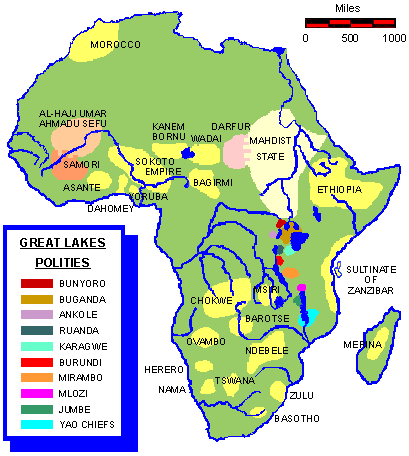 Miles
0 500 1000
MOROCCO
AL-HAJJ UMAR
AHMADU SEFU
KANEM
BORNU
DARFUR
WADAI
MAHDIST
STATE
SAMORI
SOKOTO
EMPIRE
BAGIRMI
ETHIOPIA
ASANTE
YORUBA
DAHOMEY
GREAT LAKES
POLITIES
BUNYORO
BUGANDA
ANKOLE
RUANDA
KARAGWE
BURUNDI
MIRAMBO
MLOZI
JUMBE
YAO CHIEFS
SULTINATE
OF
ZANZIBAR
MSIRI
CHOKWE
BAROTSE
OVAMBO
NDEBELE
MERINA
HERERO
NAMA
TSWANA
ZULU
BASOTHO